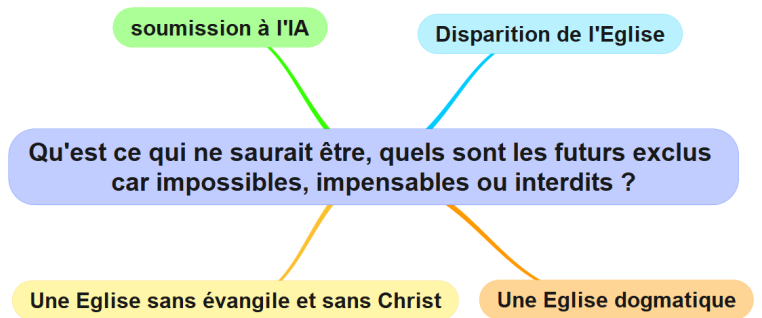 soumission à l'IA
Disparition de l'Eglise
Qu'est ce qui ne saurait être, quels sont les futurs exclus
car impossibles, impensables ou interdits ?
Une Eglise sans évangile et sans Christ
Une Eglise dogmatique